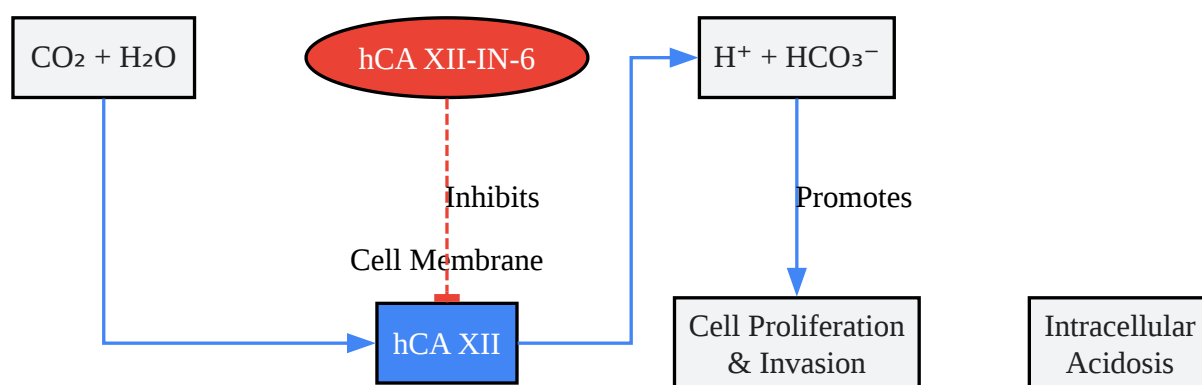 CO₂ + H₂O
hCA XII-IN-6
H⁺ + HCO₃⁻
Inhibits
Promotes
Cell Membrane
hCA XII
Cell Proliferation
& Invasion
Intracellular
Acidosis